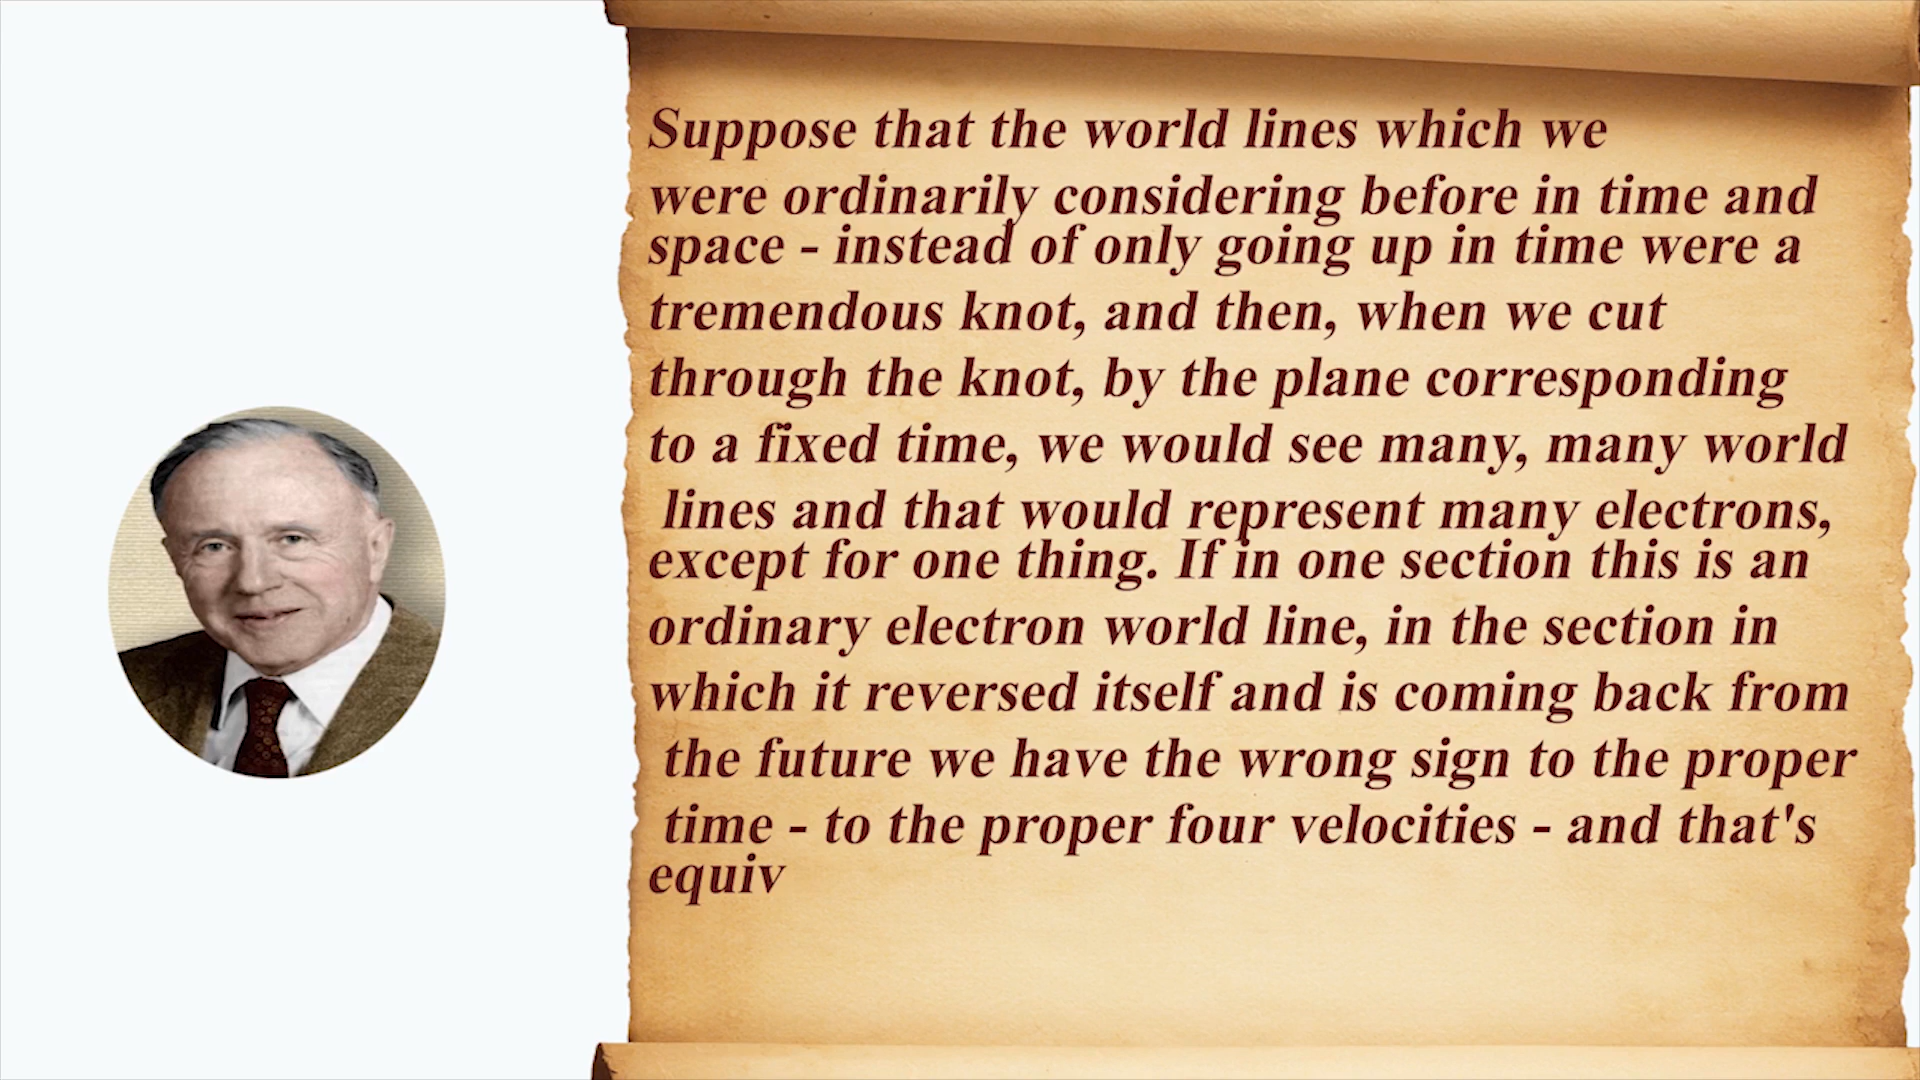 Suppose that the world lines which we
were ordinarily considering before in time and
space - instead of only going up in time were a
tremendous knot, and then, when we cut
through the knot, by the plane corresponding
to a fixed time, we would see many, many world
lines and that would represent many electrons,
except for one thing. If in one section this is an
ordinary electron world line, in the section in
which it reversed itself and is coming back from
the future we have the wrong sign to the proper
time - to the proper four velocities - and that's
equiv